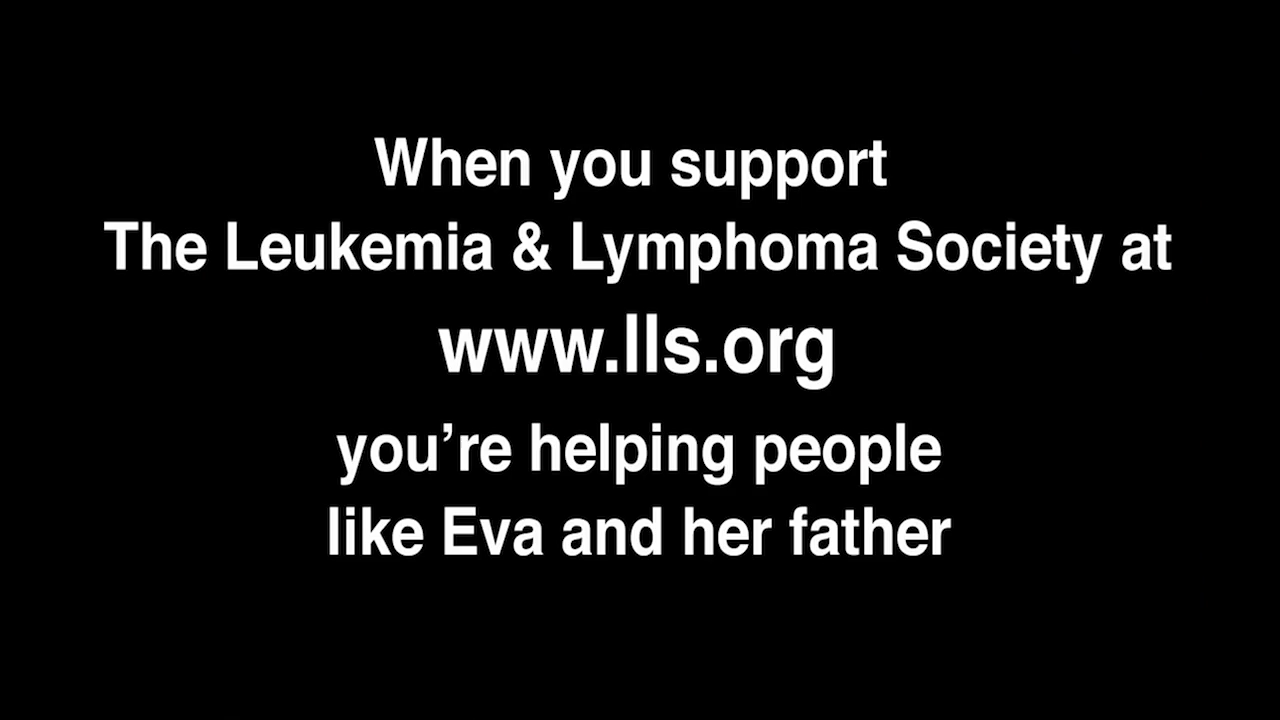 When you support
The Leukemia & Lymphoma Society at
www.lls.org
you’re helping people
like Eva and her father